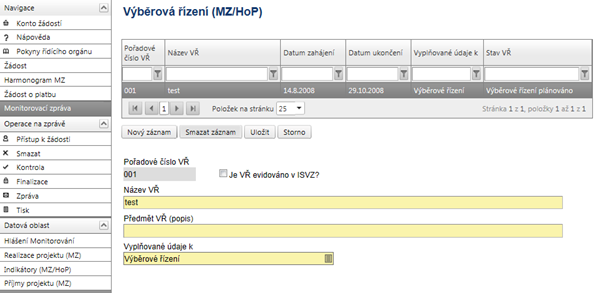 Navigace
Konto žádostí
Nápověda
Pokyny řídícího orgánu
Žádost
Harmonogram MZ
Žádost o platbu
Monitorovací zpráva
Operace na zprávě
Přístup k žádosti
Smazat
Kontrola
Finalizace
Zpráva
Tisk
Datová oblast
Hlášení Monitorování
Realizace projektu (MZ)
Indikátory (MZ/HoP)
Příjmy projektu (MZ)
Výběrová řízení (MZ/HoP)
Pořadové číslo VŘ Název VŘ Datum zahájení Datum ukončení Vyplňované údaje k Stav VŘ
001 test 14.8.2008 29.10.2008 Výběrové řízení Výběrové řízení plánováno
1 Položek na stránku 25 Stránka 1 z 1, položky 1 až 1 z 1
Nový záznam Smazat záznam Uložit Storno
Pořadové číslo VŘ
001 Je VŘ evidováno v ISVZ?
Název VŘ
test
Předmět VŘ (popis)
Vyplňované údaje k
Výběrové řízení